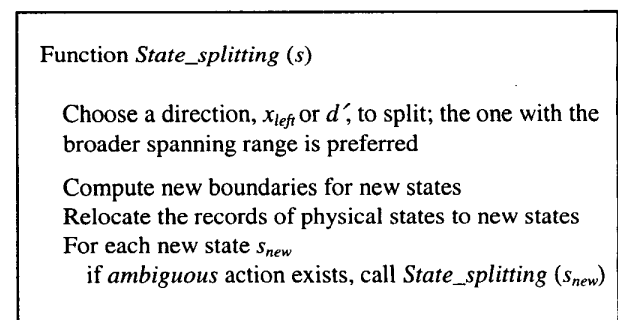 Function State_splitting (s)
Choose a direction, x_left or d′, to split; the one with the
broader spanning range is preferred
Compute new boundaries for new states
Relocate the records of physical states to new states
For each new state s_new
if ambiguous action exists, call State_splitting (s_new)